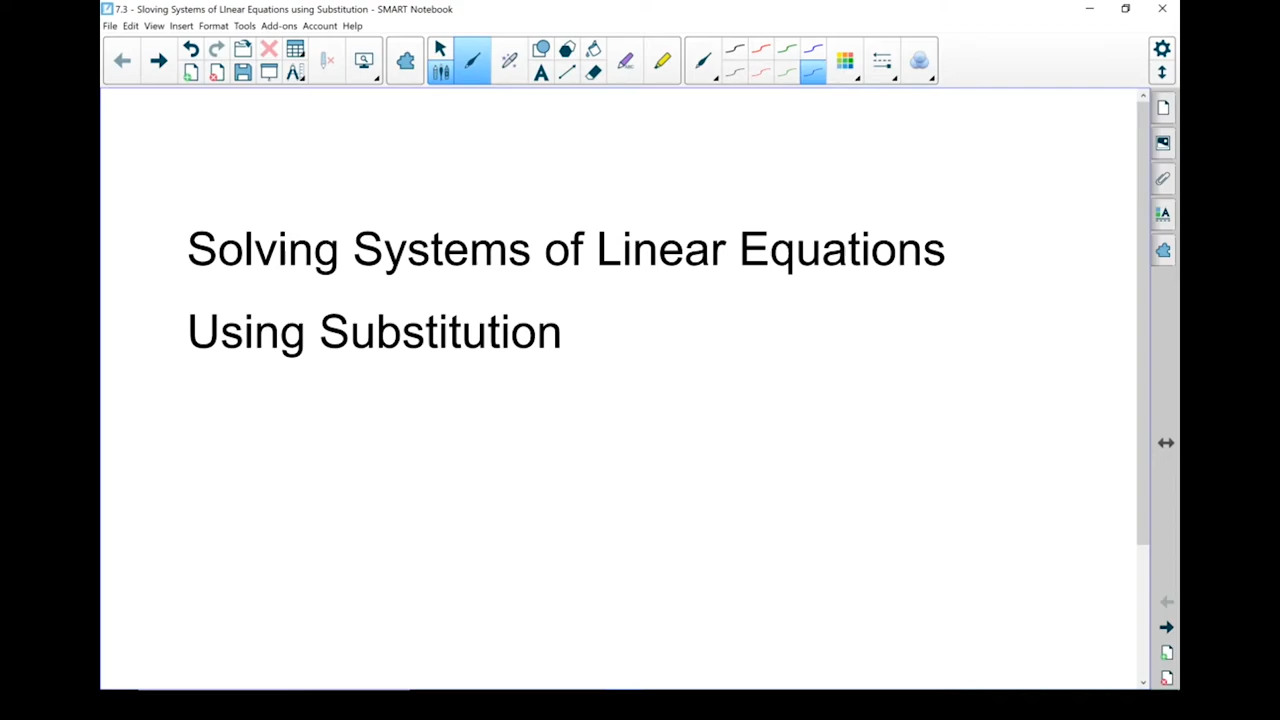 7.3 - Sloving Systems of LInear Equations using Substitution - SMART Notebook
File Edit View Insert Format Tools Add-ons Account Help
Solving Systems of Linear Equations
Using Substitution